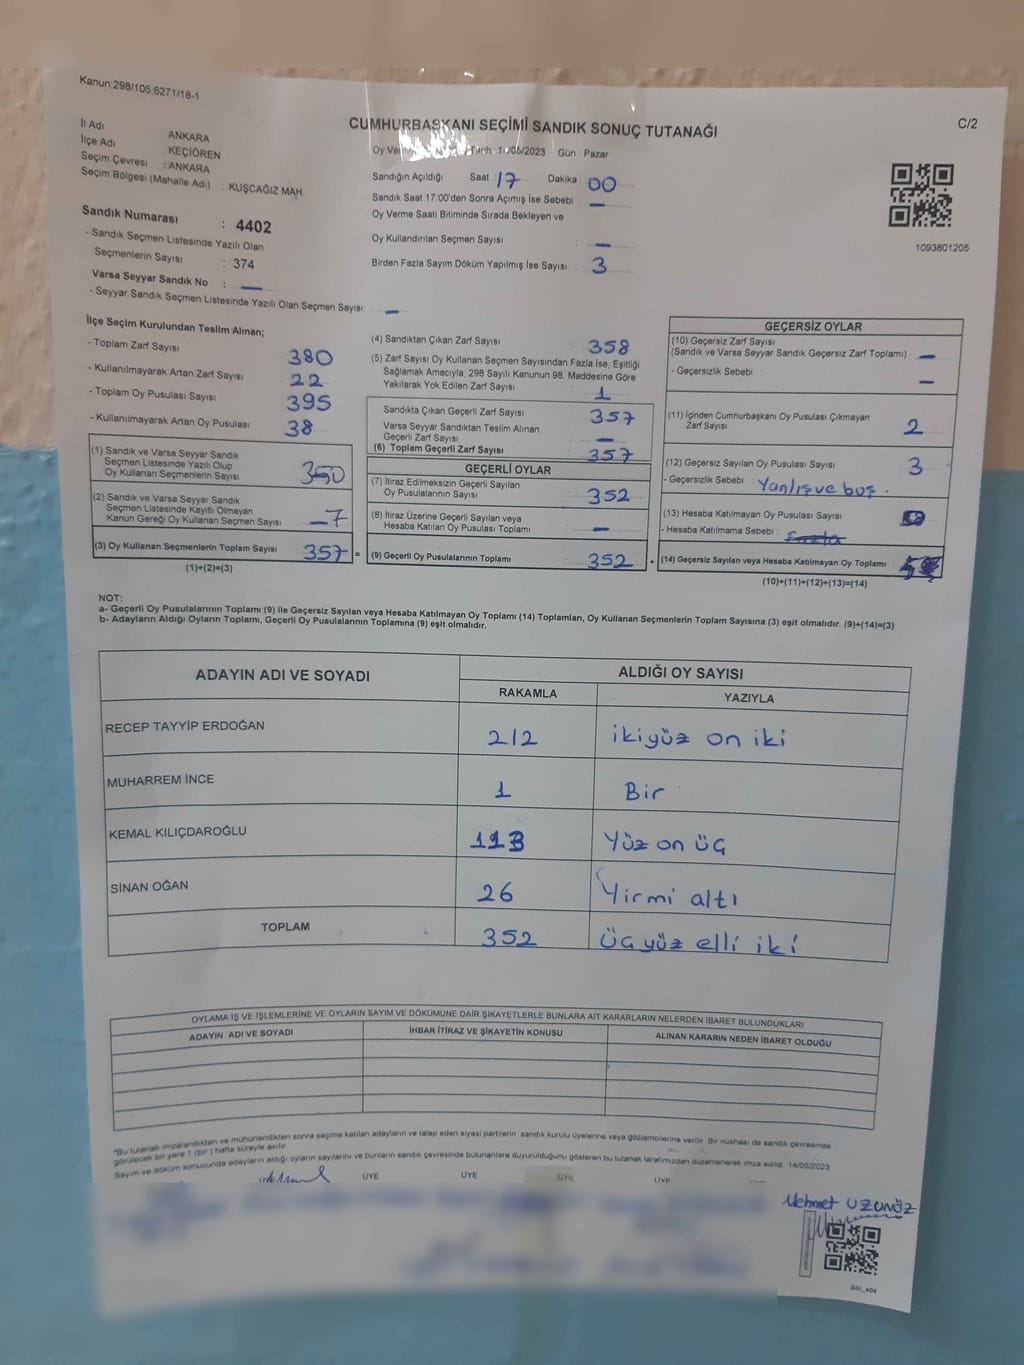 Kanun;298/105;6271/18-1
C/2
CUMHURBAŞKANI SEÇİMİ SANDIK SONUÇ TUTANAĞI
İl Adı ANKARA
İlçe Adı : KEÇİÖREN
Seçim Çevresi : ANKARA
Seçim Bölgesi (Mahalle Adı) : KUŞCAĞIZ MAH.
Sandık Numarası : 4402
- Sandık Seçmen Listesinde Yazılı Olan
Seçmenlerin Sayısı : 374
Varsa Seyyar Sandık No : —
- Seyyar Sandık Seçmen Listesinde Yazılı Olan Seçmen Sayısı —
Oy /05/2023 Gün : Pazar
Sandığın Açıldığı Saat : 17 Dakika : 00
Sandık Saat 17.00'den Sonra Açımış İse Sebebi : —
Oy Verme Saati Bitiminde Sırada Bekleyen ve
Oy Kullandırılan Seçmen Sayısı : —
Birden Fazla Sayım Döküm Yapılmış İse Sayısı : 3
1093601205
İlçe Seçim Kurulundan Teslim Alınan;
- Toplam Zarf Sayısı 380
- Kullanılmayarak Artan Zarf Sayısı 22
- Toplam Oy Pusulası Sayısı 395
- Kullanılmayarak Artan Oy Pusulası 38
(1) Sandık ve Varsa Seyyar Sandık
Seçmen Listesinde Yazılı Olup
Oy Kullanan Seçmenlerin Sayısı 350
(2) Sandık ve Varsa Seyyar Sandık
Seçmen Listesinde Kayıtlı Olmayan
Kanun Gereği Oy Kullanan Seçmen Sayısı 7
(3) Oy Kullanan Seçmenlerin Toplam Sayısı : 357 =
(1)+(2)=(3)
(4) Sandıktan Çıkan Zarf Sayısı 358
(5) Zarf Sayısı Oy Kullanan Seçmen Sayısından Fazla İse, Eşitliği
Sağlamak Amacıyla, 298 Sayılı Kanunun 98. Maddesine Göre
Yakılarak Yok Edilen Zarf Sayısı 1
Sandıkta Çıkan Geçerli Zarf Sayısı 357
Varsa Seyyar Sandıktan Teslim Alınan
Geçerli Zarf Sayısı —
(6) Toplam Geçerli Zarf Sayısı 357
GEÇERLİ OYLAR
(7) İtiraz Edilmeksizin Geçerli Sayılan
Oy Pusulalarının Sayısı 352
(8) İtiraz Üzerine Geçerli Sayılan veya
Hesaba Katılan Oy Pusulası Toplamı —
(9) Geçerli Oy Pusulalarının Toplamı 352 +
GEÇERSİZ OYLAR
(10) Geçersiz Zarf Sayısı
(Sandık ve Varsa Seyyar Sandık Geçersiz Zarf Toplamı) : —
- Geçersizlik Sebebi : —
(11) İçinden Cumhurbaşkanı Oy Pusulası Çıkmayan
Zarf Sayısı 2
(12) Geçersiz Sayılan Oy Pusulası Sayısı 3
- Geçersizlik Sebebi : Yanlış ve boş.
(13) Hesaba Katılmayan Oy Pusulası Sayısı
- Hesaba Katılmama Sebebi : Fazla
(14) Geçersiz Sayılan veya Hesaba Katılmayan Oy Toplamı
(10)+(11)+(12)+(13)=(14)
NOT:
a- Geçerli Oy Pusulalarının Toplamı (9) ile Geçersiz Sayılan veya Hesaba Katılmayan Oy Toplamı (14) Toplamları, Oy Kullanan Seçmenlerin Toplam Sayısına (3) eşit olmalıdır. (9)+(14)=(3)
b- Adayların Aldığı Oyların Toplamı, Geçerli Oy Pusulalarının Toplamına (9) eşit olmalıdır.
ADAYIN ADI VE SOYADI ALDIĞI OY SAYISI
RAKAMLA YAZIYLA
RECEP TAYYİP ERDOĞAN 212 ikiyüz on iki
MUHARREM İNCE 1 Bir
KEMAL KILIÇDAROĞLU 113 Yüz on üç
SİNAN OĞAN 26 Yirmi altı
TOPLAM 352 Üç yüz elli iki
OYLAMA İŞ VE İŞLEMLERİNE VE OYLARIN SAYIM VE DÖKÜMÜNE DAİR ŞİKAYETLERLE BUNLARA AİT KARARLARIN NELERDEN İBARET BULUNDUKLARI
ADAYIN ADI VE SOYADI İHBAR İTİRAZ VE ŞİKAYETİN KONUSU ALINAN KARARIN NEDEN İBARET OLDUĞU
*Bu tutanak imzalandıktan ve mühürlendikten sonra seçime katılan adayların ve talep eden siyasi partilerin sandık kurulu üyelerine veya gözlemcilerine verilir. Bir nüshası da sandık çevresinde
görülecek bir yere 1 (bir) hafta süreyle asılır.
Sayım ve döküm sonucunda adayların aldığı oyların sayılarını ve bunların sandık çevresinde bulunanlara duyurulduğunu gösteren bu tutanak tarafımızdan düzenlenerek imza edildi. 14/05/2023
ÜYE ÜYE ÜYE ÜYE
Mehmet UZUNÖZ